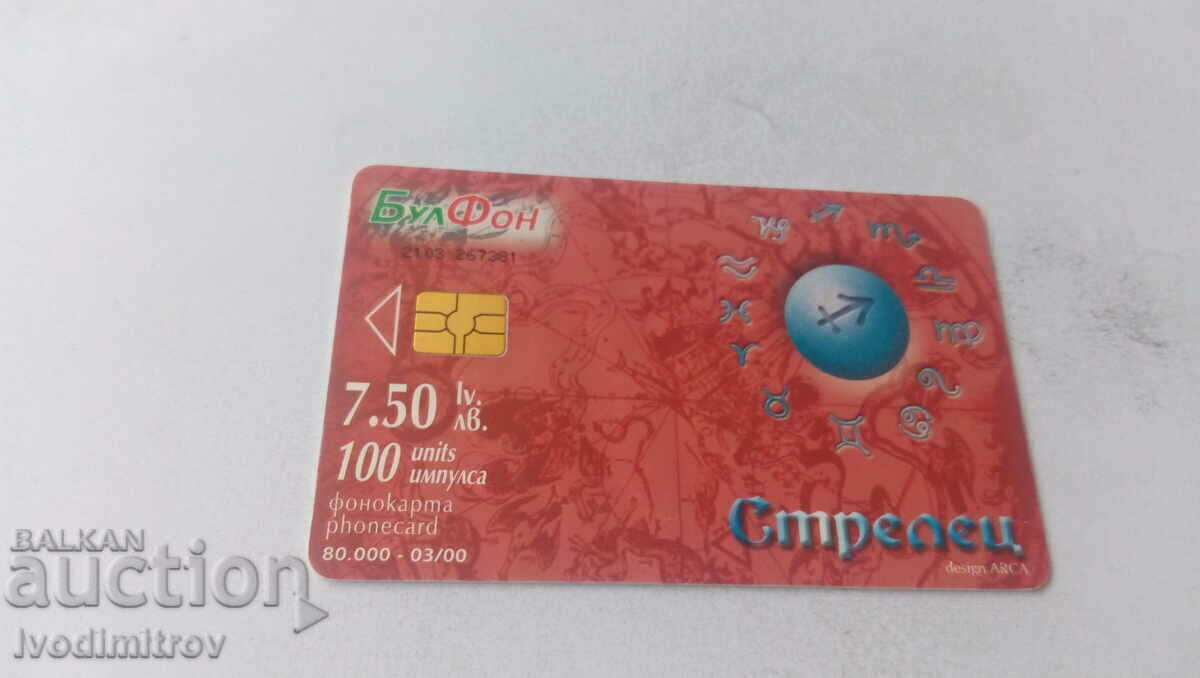 БулФон
2103 267381
7.50 lv. лв.
100 units импулса
фонокарта
phonecard
80.000 - 03/00
Стрелец
design ARCA
BALKAN
auction
Ivodimitrov